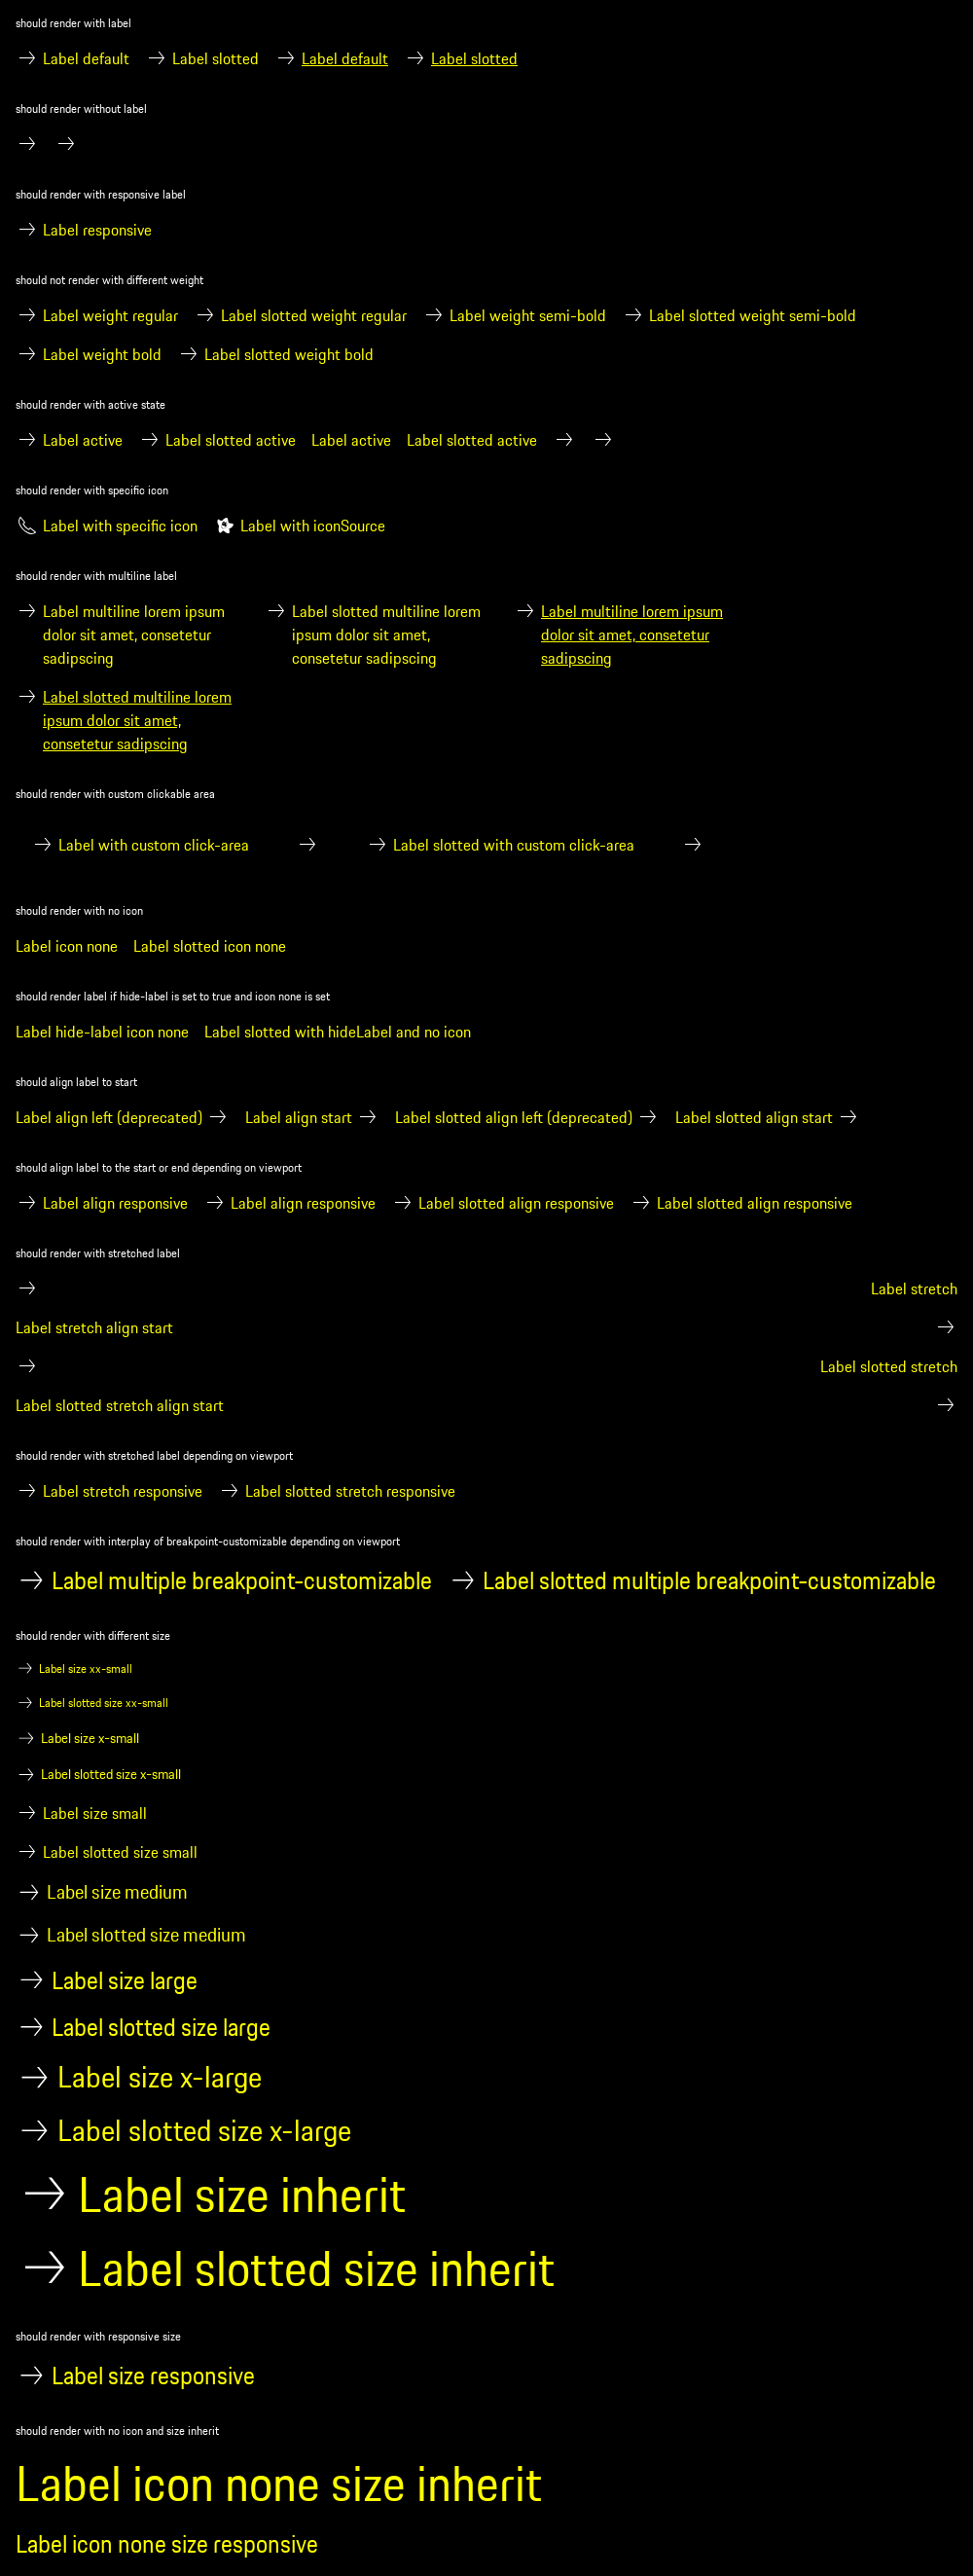 should render with label
Label default Label slotted Label default Label slotted
should render without label
should render with responsive label
Label responsive
should not render with different weight
Label weight regular Label slotted weight regular Label weight semi-bold Label slotted weight semi-bold
Label weight bold Label slotted weight bold
should render with active state
Label active Label slotted active Label active Label slotted active
should render with specific icon
Label with specific icon Label with iconSource
should render with multiline label
Label multiline lorem ipsum Label slotted multiline lorem Label multiline lorem ipsum
dolor sit amet, consetetur ipsum dolor sit amet, dolor sit amet, consetetur
sadipscing consetetur sadipscing sadipscing
Label slotted multiline lorem
ipsum dolor sit amet,
consetetur sadipscing
should render with custom clickable area
Label with custom click-area Label slotted with custom click-area
should render with no icon
Label icon none Label slotted icon none
should render label if hide-label is set to true and icon none is set
Label hide-label icon none Label slotted with hideLabel and no icon
should align label to start
Label align left (deprecated) Label align start Label slotted align left (deprecated) Label slotted align start
should align label to the start or end depending on viewport
Label align responsive Label align responsive Label slotted align responsive Label slotted align responsive
should render with stretched label
Label stretch
Label stretch align start
Label slotted stretch
Label slotted stretch align start
should render with stretched label depending on viewport
Label stretch responsive Label slotted stretch responsive
should render with interplay of breakpoint-customizable depending on viewport
Label multiple breakpoint-customizable Label slotted multiple breakpoint-customizable
should render with different size
Label size xx-small
Label slotted size xx-small
Label size x-small
Label slotted size x-small
Label size small
Label slotted size small
Label size medium
Label slotted size medium
Label size large
Label slotted size large
Label size x-large
Label slotted size x-large
Label size inherit
Label slotted size inherit
should render with responsive size
Label size responsive
should render with no icon and size inherit
Label icon none size inherit
Label icon none size responsive